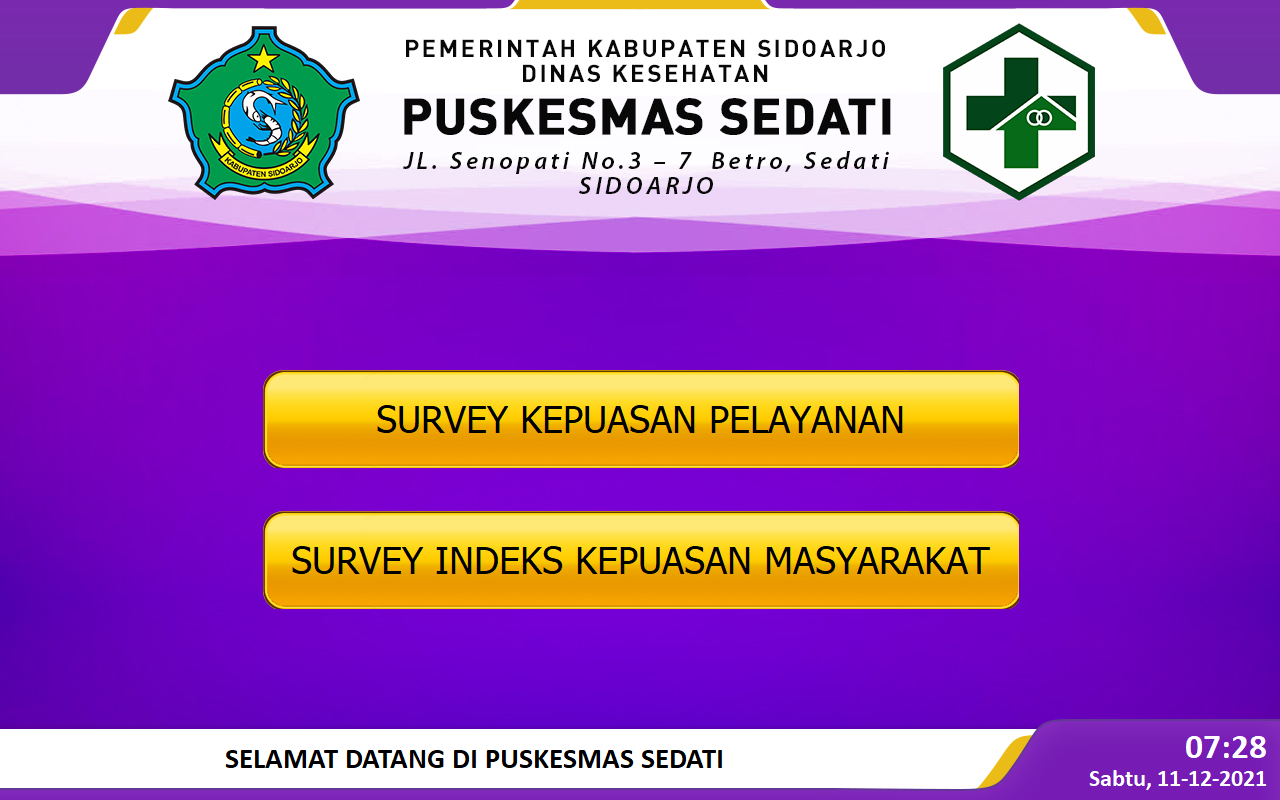 PEMERINTAH KABUPATEN SIDOARJO
DINAS KESEHATAN
PUSKESMAS SEDATI
JL. Senopati No.3 – 7 Betro, Sedati
SIDOARJO
KABUPATEN SIDOARJO
SURVEY KEPUASAN PELAYANAN
SURVEY INDEKS KEPUASAN MASYARAKAT
SELAMAT DATANG DI PUSKESMAS SEDATI
07:28
Sabtu, 11-12-2021